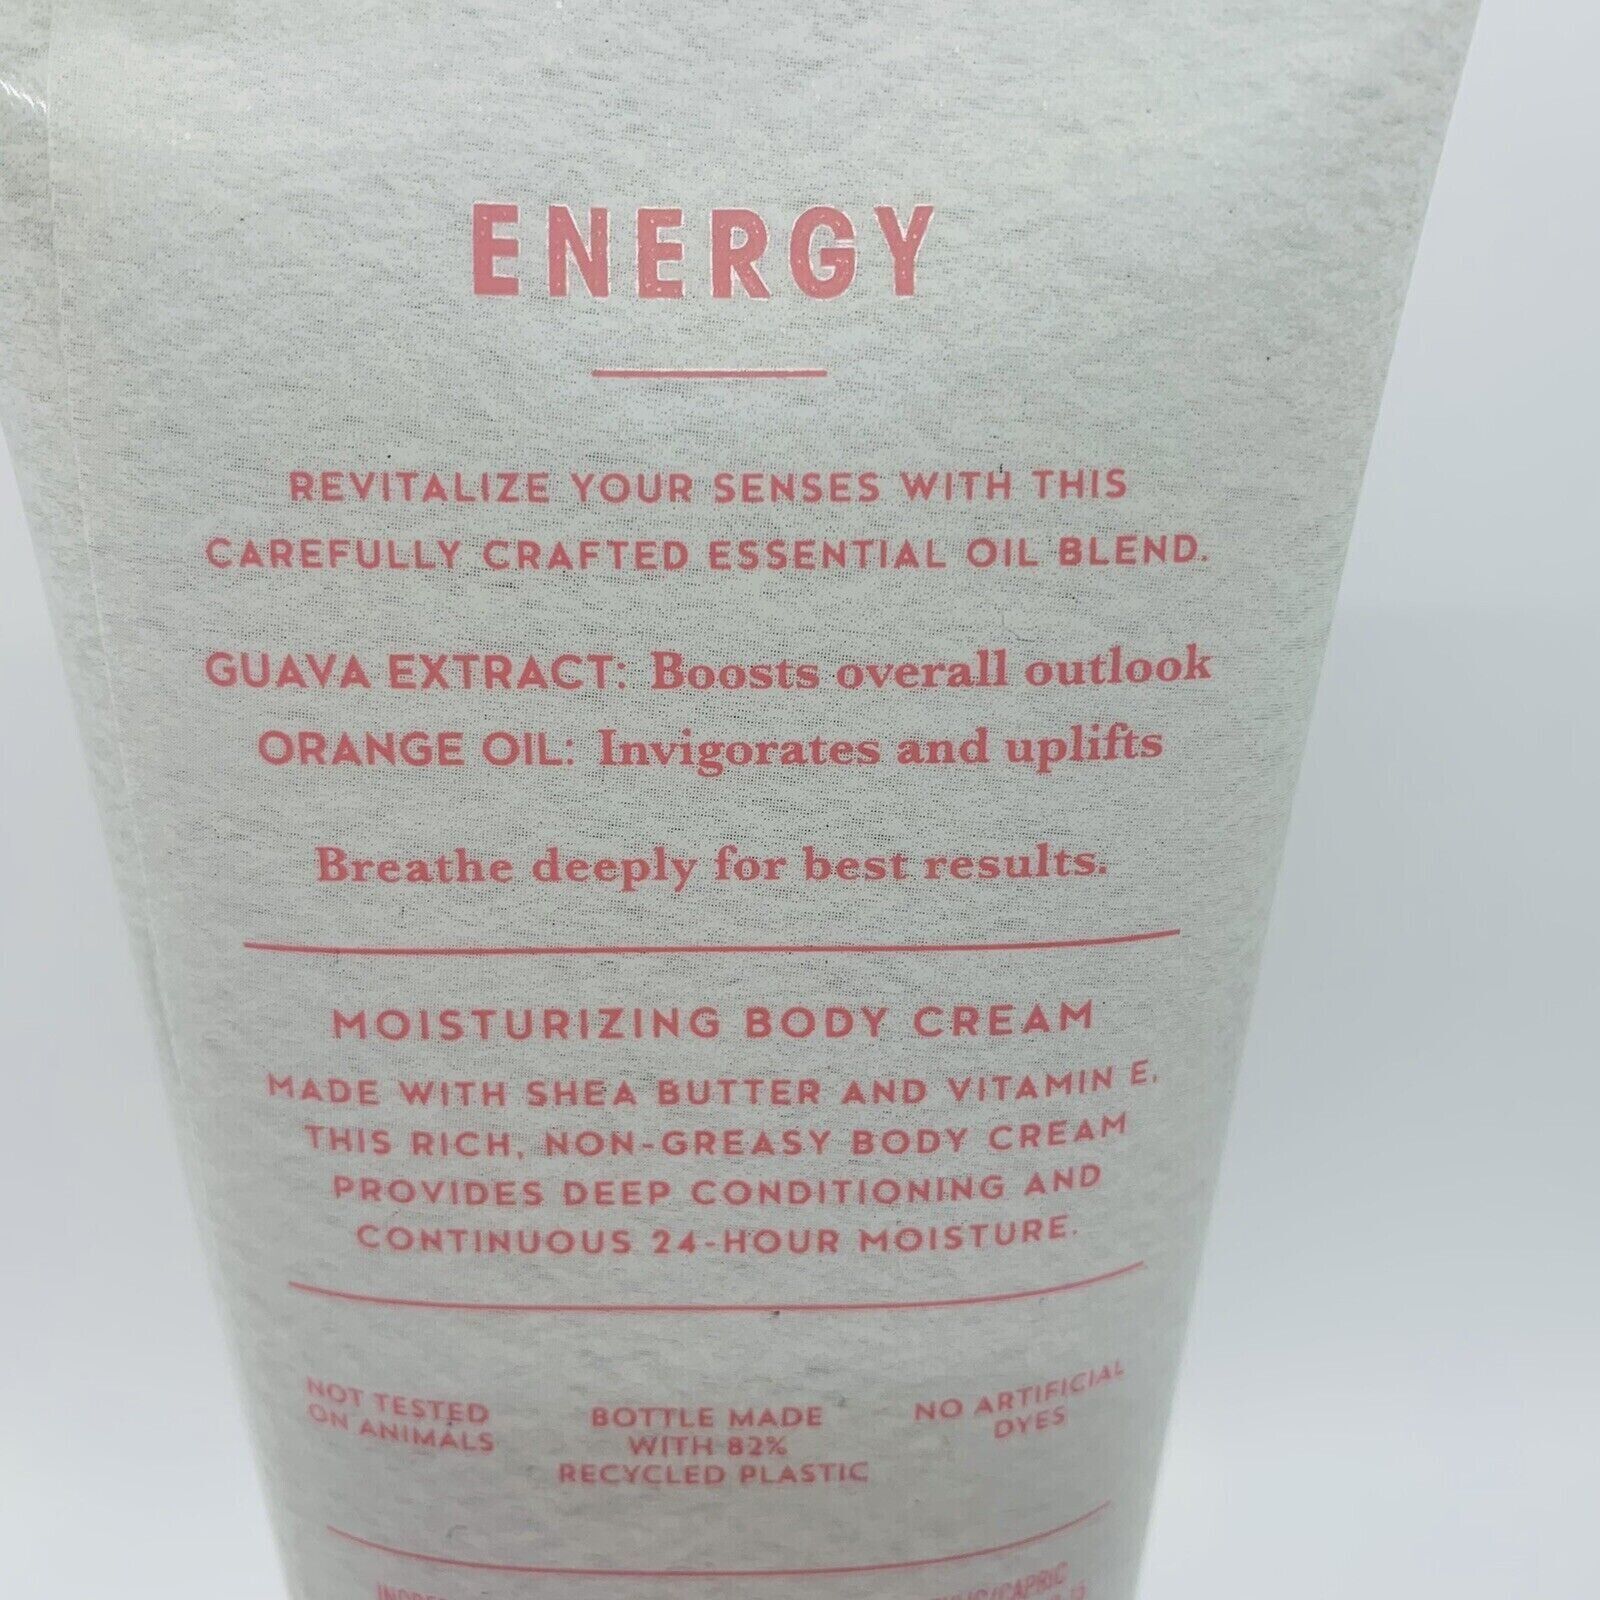 ENERGY
REVITALIZE YOUR SENSES WITH THIS
CAREFULLY CRAFTED ESSENTIAL OIL BLEND.
GUAVA EXTRACT: Boosts overall outlook
ORANGE OIL: Invigorates and uplifts
Breathe deeply for best results.
MOISTURIZING BODY CREAM
MADE WITH SHEA BUTTER AND VITAMIN E,
THIS RICH, NON-GREASY BODY CREAM
PROVIDES DEEP CONDITIONING AND
CONTINUOUS 24-HOUR MOISTURE.
NOT TESTED
ON ANIMALS
BOTTLE MADE
WITH 82%
RECYCLED PLASTIC
NO ARTIFICIAL
DYES